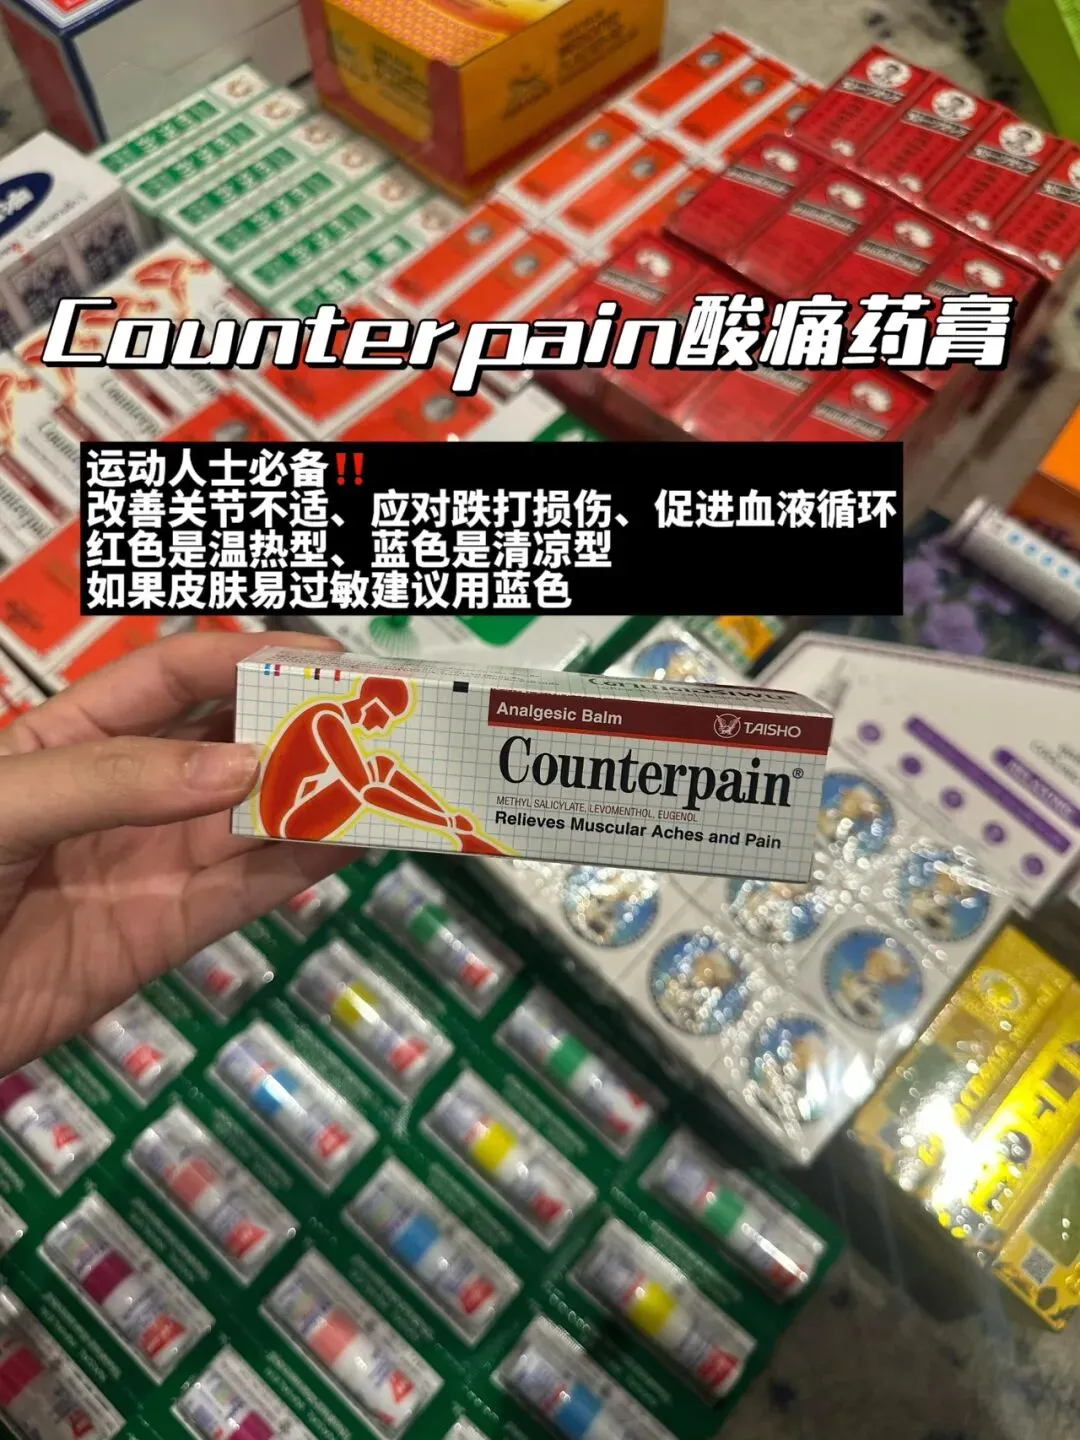 Counterpain酸痛药膏
运动人士必备‼️
改善关节不适、应对跌打损伤、促进血液循环
红色是温热型、蓝色是清凉型
如果皮肤易过敏建议用蓝色
Analgesic Balm
TAISHO
Counterpain®
METHYL SALICYLATE, LEVOMENTHOL, EUGENOL
Relieves Muscular Aches and Pain